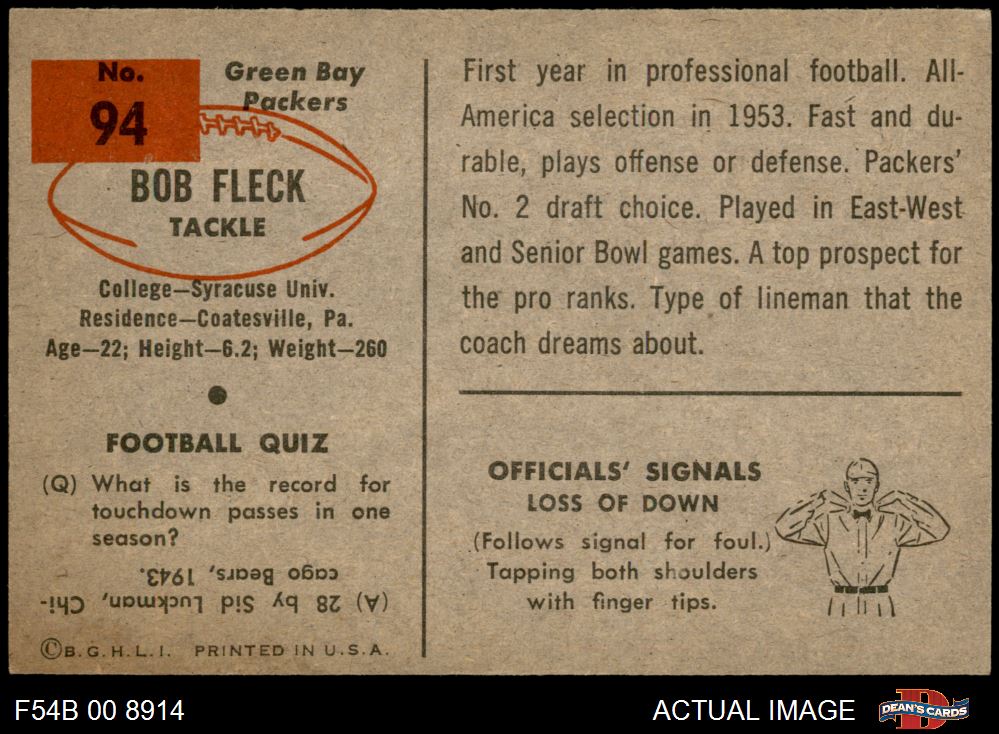 No.
94
Green Bay
Packers
BOB FLECK
TACKLE
College—Syracuse Univ.
Residence—Coatesville, Pa.
Age—22; Height—6.2; Weight—260
FOOTBALL QUIZ
(Q) What is the record for
touchdown passes in one
season?
(A) 28 by Sid Luckman, Chi-
cago Bears, 1943.
©B.G.H.L.I. PRINTED IN U.S.A.
First year in professional football. All-
America selection in 1953. Fast and du-
rable, plays offense or defense. Packers'
No. 2 draft choice. Played in East-West
and Senior Bowl games. A top prospect for
the pro ranks. Type of lineman that the
coach dreams about.
OFFICIALS' SIGNALS
LOSS OF DOWN
(Follows signal for foul.)
Tapping both shoulders
with finger tips.
F54B 00 8914
ACTUAL IMAGE
D
DEAN'S CARDS